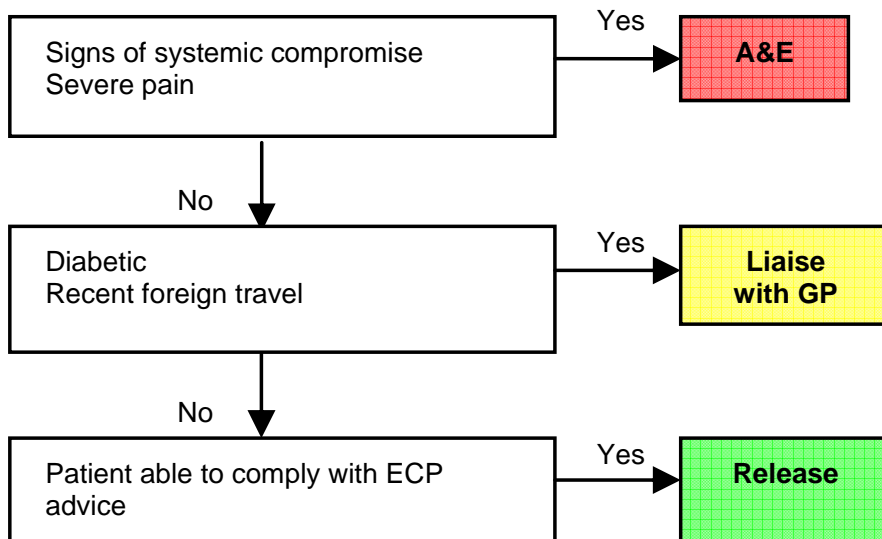 Signs of systemic compromise
Severe pain
Yes
A&E
No
Diabetic
Recent foreign travel
Yes
Liaise
with GP
No
Patient able to comply with ECP
advice
Yes
Release